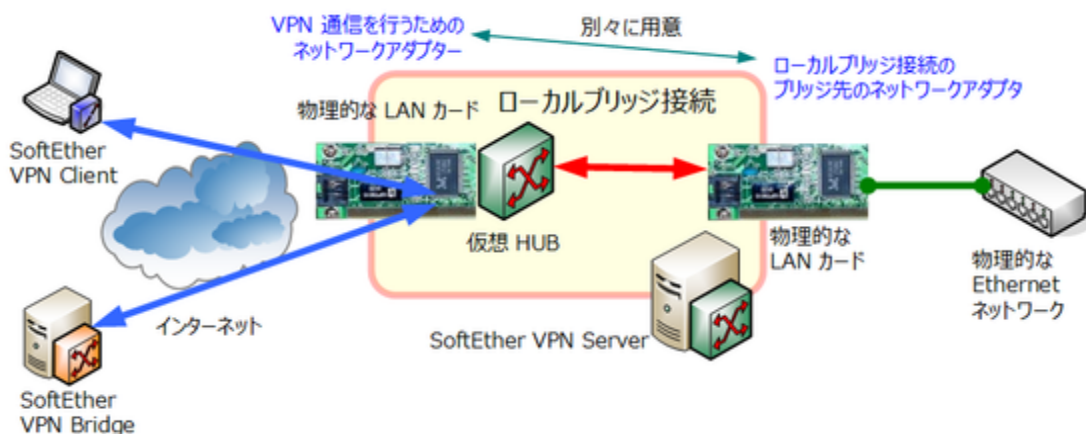 VPN 通信を行うための
ネットワークアダプター
別々に用意
ローカルブリッジ接続の
ブリッジ先のネットワークアダプタ
物理的な LAN カード
ローカルブリッジ接続
SoftEther
VPN Client
仮想 HUB
物理的な
LAN カード
物理的な
Ethernet
ネットワーク
インターネット
SoftEther VPN Server
SoftEther
VPN Bridge